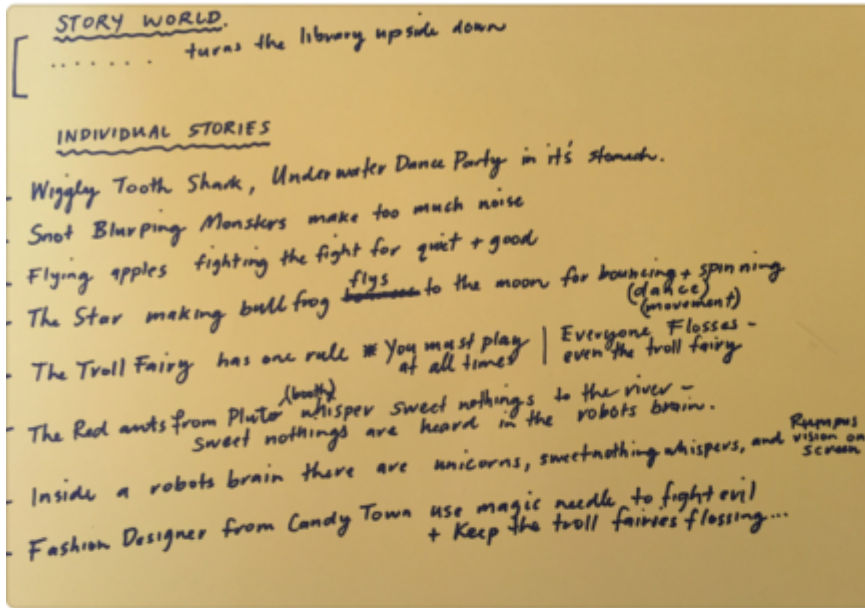 STORY WORLD.
....... turns the library upside down
INDIVIDUAL STORIES
- Wiggly Tooth Shark, Underwater Dance Party in it's stomach.
- Snot Blurping Monsters make too much noise
- Flying apples fighting the fight for quiet + good
- The Star making bullfrog flys to the moon for bouncing + spinning
(dance)
(movement)
- The Troll Fairy has one rule * You must play | Everyone Flosses -
at all times | even the troll fairy
(booth)
- The Red ants from Pluto whisper sweet nothings to the river -
sweet nothings are heard in the robots brain.
- Inside a robots brain there are unicorns, sweetnothing whispers, and Rumpus
vision on
screen
- Fashion Designer from Candy Town use magic needle to fight evil
+ Keep the troll fairies flossing...